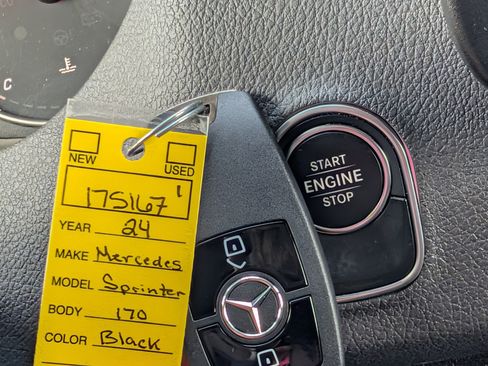 C
NEW
USED
175167
YEAR 24
MAKE Mercedes
MODEL Sprinter
BODY 170
COLOR Black
START
ENGINE
STOP